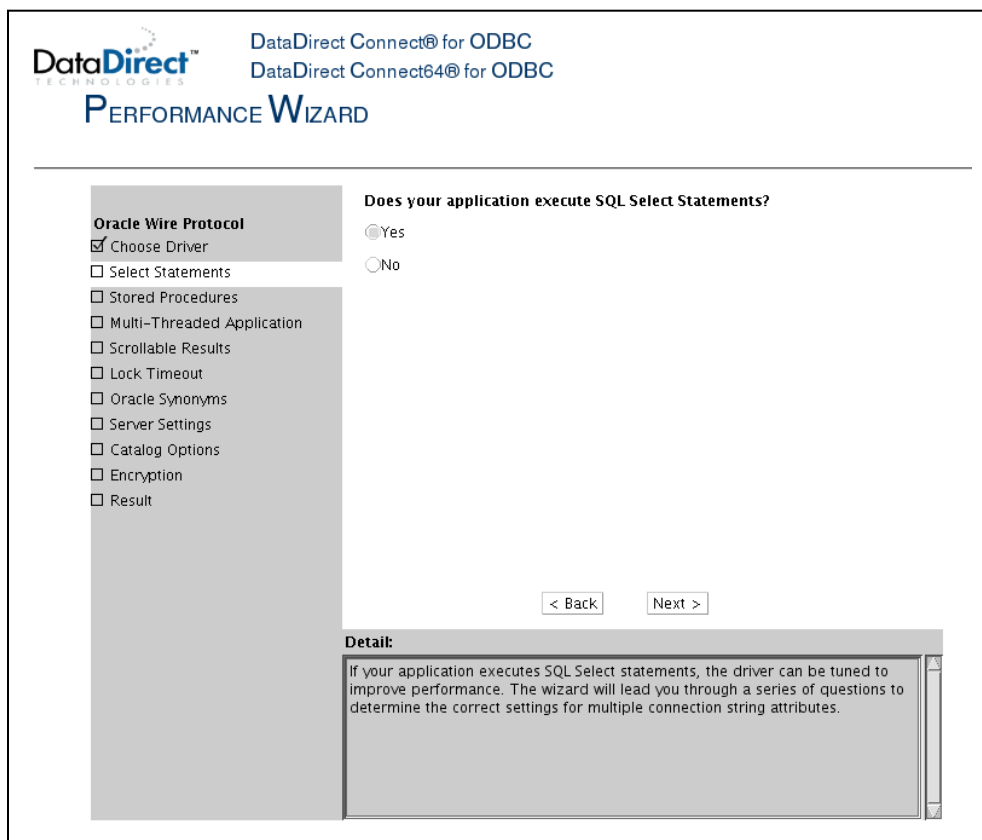 DataDirect™
TECHNOLOGIES
DataDirect Connect® for ODBC
DataDirect Connect64® for ODBC
PERFORMANCE WIZARD
Oracle Wire Protocol
Choose Driver
Select Statements
Stored Procedures
Multi-Threaded Application
Scrollable Results
Lock Timeout
Oracle Synonyms
Server Settings
Catalog Options
Encryption
Result
Does your application execute SQL Select Statements?
Yes
No
< Back
Next >
Detail:
If your application executes SQL Select statements, the driver can be tuned to
improve performance. The wizard will lead you through a series of questions to
determine the correct settings for multiple connection string attributes.